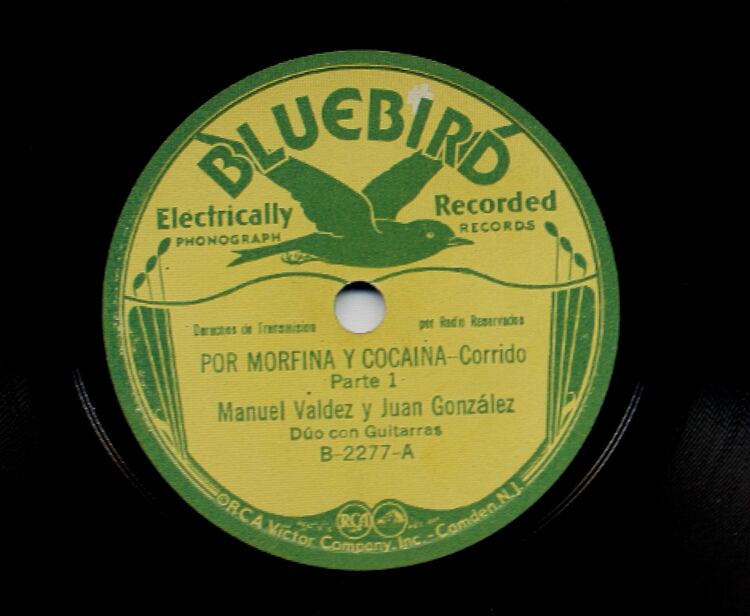 BLUEBIRD
Electrically Recorded
PHONOGRAPH RECORDS
Derechos de Transmision por Radio Reservados
POR MORFINA Y COCAINA–Corrido
Parte 1
Manuel Valdez y Juan González
Dúo con Guitarras
B-2277-A
RCA
RCA Victor Company, Inc. - Camden, N.J.